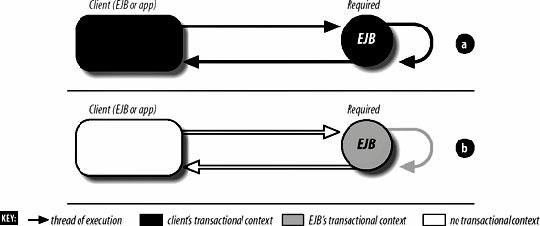 Client (EJB or app)
Required
EJB
a
Client (EJB or app)
Required
EJB
b
KEY: thread of execution client's transactional context EJB's transactional context no transactional context